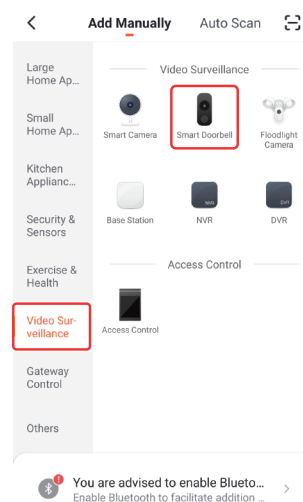 Add Manually Auto Scan
Large
Home Ap...
Small
Home Ap...
Kitchen
Applianc...
Security &
Sensors
Exercise &
Health
Video Sur-
veillance
Gateway
Control
Others
Video Surveillance
Smart Camera Smart Doorbell Floodlight
Camera
NVR DVR
Base Station NVR DVR
Access Control
Access Control
You are advised to enable Blueto...
Enable Bluetooth to facilitate addition ...